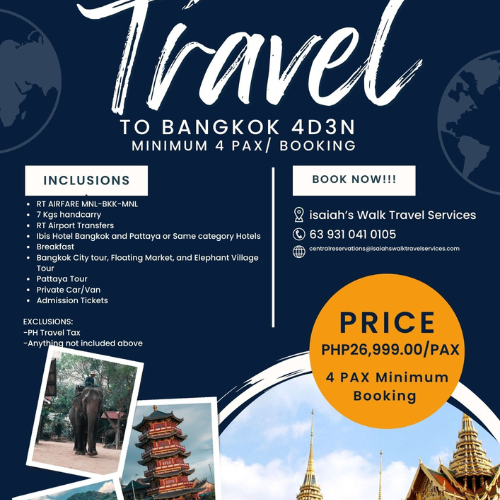 Travel
TO BANGKOK 4D3N
MINIMUM 4 PAX/ BOOKING
INCLUSIONS
• RT AIRFARE MNL-BKK-MNL
• 7 Kgs handcarry
• RT Airport Transfers
• Ibis Hotel Bangkok and Pattaya or Same category Hotels
• Breakfast
• Bangkok City tour, Floating Market, and Elephant Village
Tour
• Pattaya Tour
• Private Car/Van
• Admission Tickets
EXCLUSIONS:
-PH Travel Tax
-Anything not included above
BOOK NOW!!!
isaiah's Walk Travel Services
63 931 041 0105
centralreservations@isaiahswalktravelservices.com
PRICE
PHP26,999.00/PAX
4 PAX Minimum
Booking